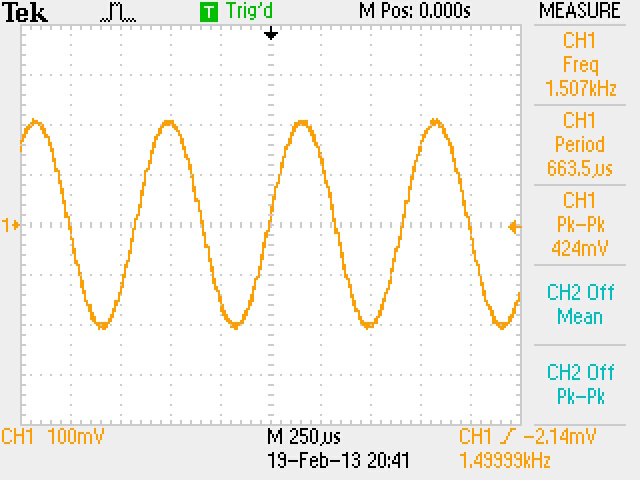 Tek T Trig'd M Pos: 0.000s MEASURE
CH1
Freq
1.507kHz
CH1
Period
663.5µs
CH1
Pk-Pk
424mV
CH2 Off
Mean
CH2 Off
Pk-Pk
1
CH1 100mV M 250µs CH1 -2.14mV
19-Feb-13 20:41 1.49999kHz